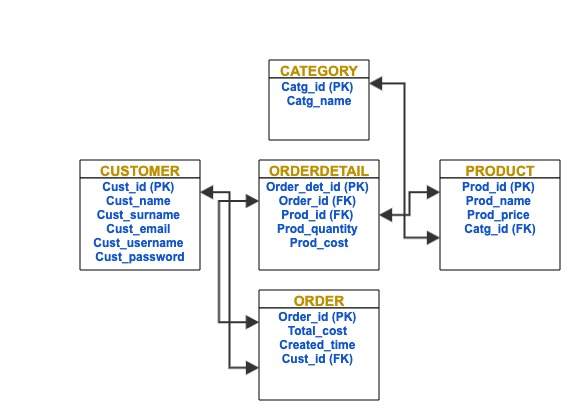 CATEGORY
Catg_id (PK)
Catg_name
CUSTOMER
Cust_id (PK)
Cust_name
Cust_surname
Cust_email
Cust_username
Cust_password
ORDERDETAIL
Order_det_id (PK)
Order_id (FK)
Prod_id (FK)
Prod_quantity
Prod_cost
PRODUCT
Prod_id (PK)
Prod_name
Prod_price
Catg_id (FK)
ORDER
Order_id (PK)
Total_cost
Created_time
Cust_id (FK)